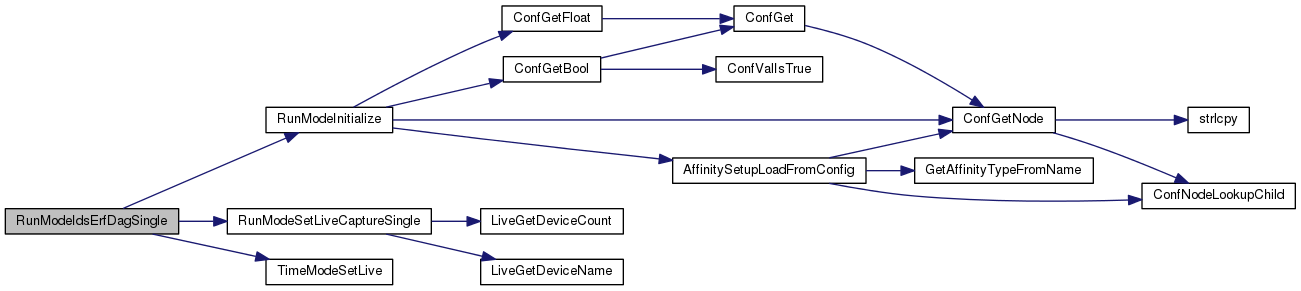 ConfGetFloat
ConfGet
ConfGetBool
ConfValIsTrue
RunModeInitialize
ConfGetNode
strlcpy
AffinitySetupLoadFromConfig
GetAffinityTypeFromName
ConfNodeLookupChild
RunModeIdsErfDagSingle
RunModeSetLiveCaptureSingle
LiveGetDeviceCount
TimeModeSetLive
LiveGetDeviceName